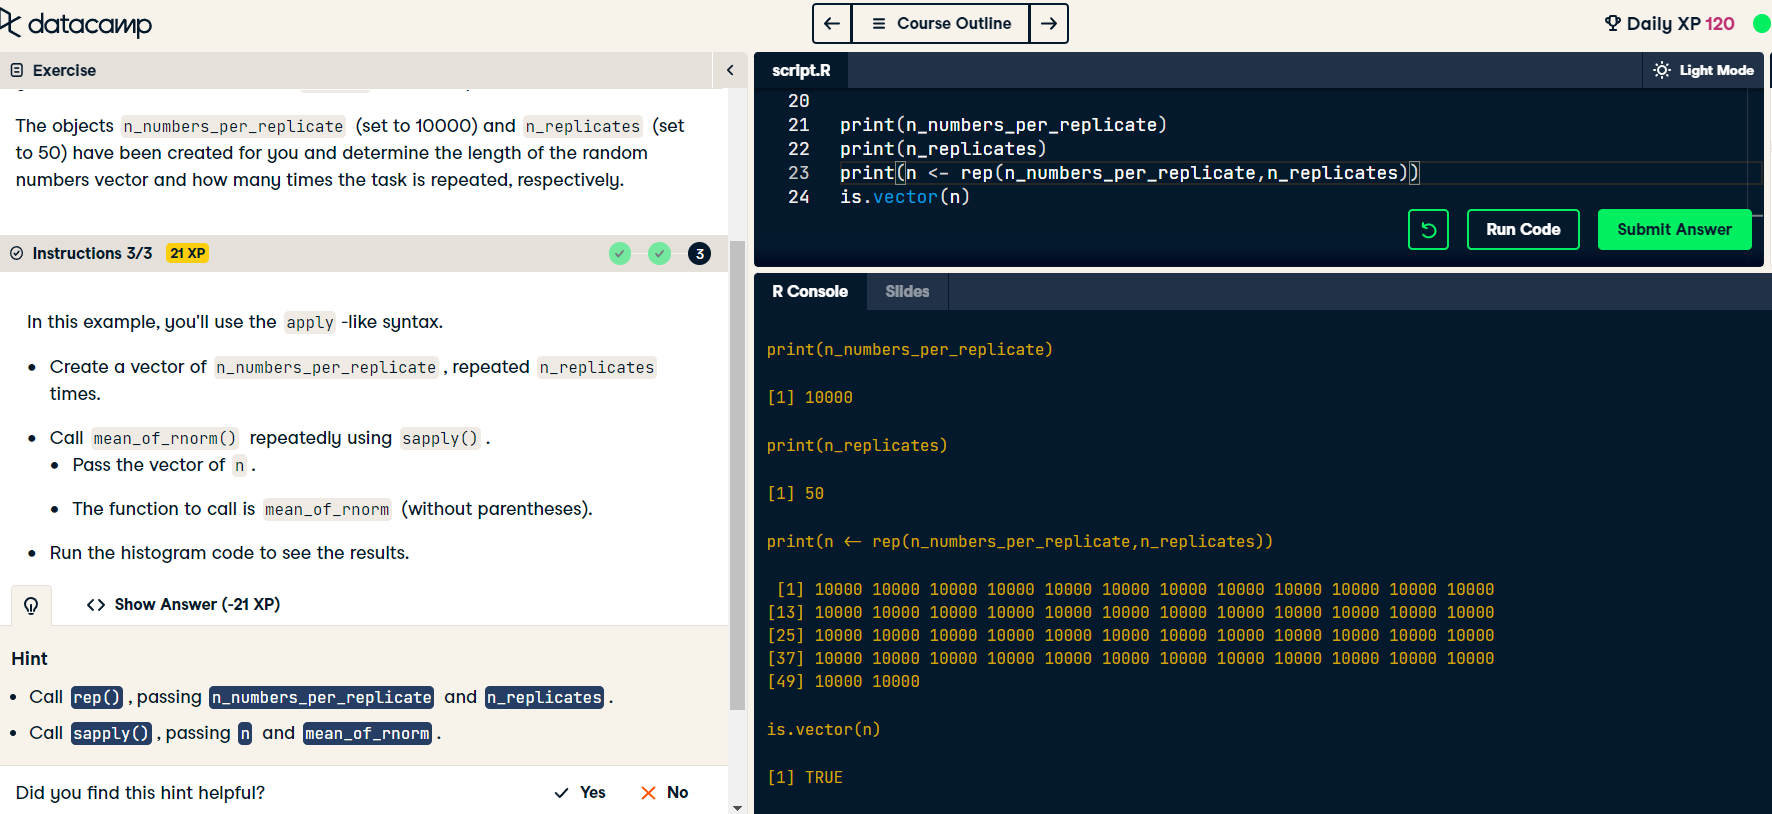 datacamp
Course Outline
Daily XP 120
Exercise
The objects n_numbers_per_replicate (set to 10000) and n_replicates (set
to 50) have been created for you and determine the length of the random
numbers vector and how many times the task is repeated, respectively.
Instructions 3/3 21 XP
3
In this example, you'll use the apply -like syntax.
• Create a vector of n_numbers_per_replicate , repeated n_replicates
times.
• Call mean_of_rnorm() repeatedly using sapply() .
• Pass the vector of n .
• The function to call is mean_of_rnorm (without parentheses).
• Run the histogram code to see the results.
<> Show Answer (-21 XP)
Hint
• Call rep() , passing n_numbers_per_replicate and n_replicates .
• Call sapply() , passing n and mean_of_rnorm .
Did you find this hint helpful?
Yes
No
script.R
Light Mode
20
21 print(n_numbers_per_replicate)
22 print(n_replicates)
23 print(n <- rep(n_numbers_per_replicate,n_replicates))
24 is.vector(n)
Run Code
Submit Answer
R Console
Slides
print(n_numbers_per_replicate)
[1] 10000
print(n_replicates)
[1] 50
print(n <- rep(n_numbers_per_replicate,n_replicates))
[1] 10000 10000 10000 10000 10000 10000 10000 10000 10000 10000 10000 10000
[13] 10000 10000 10000 10000 10000 10000 10000 10000 10000 10000 10000 10000
[25] 10000 10000 10000 10000 10000 10000 10000 10000 10000 10000 10000 10000
[37] 10000 10000 10000 10000 10000 10000 10000 10000 10000 10000 10000 10000
[49] 10000 10000
is.vector(n)
[1] TRUE